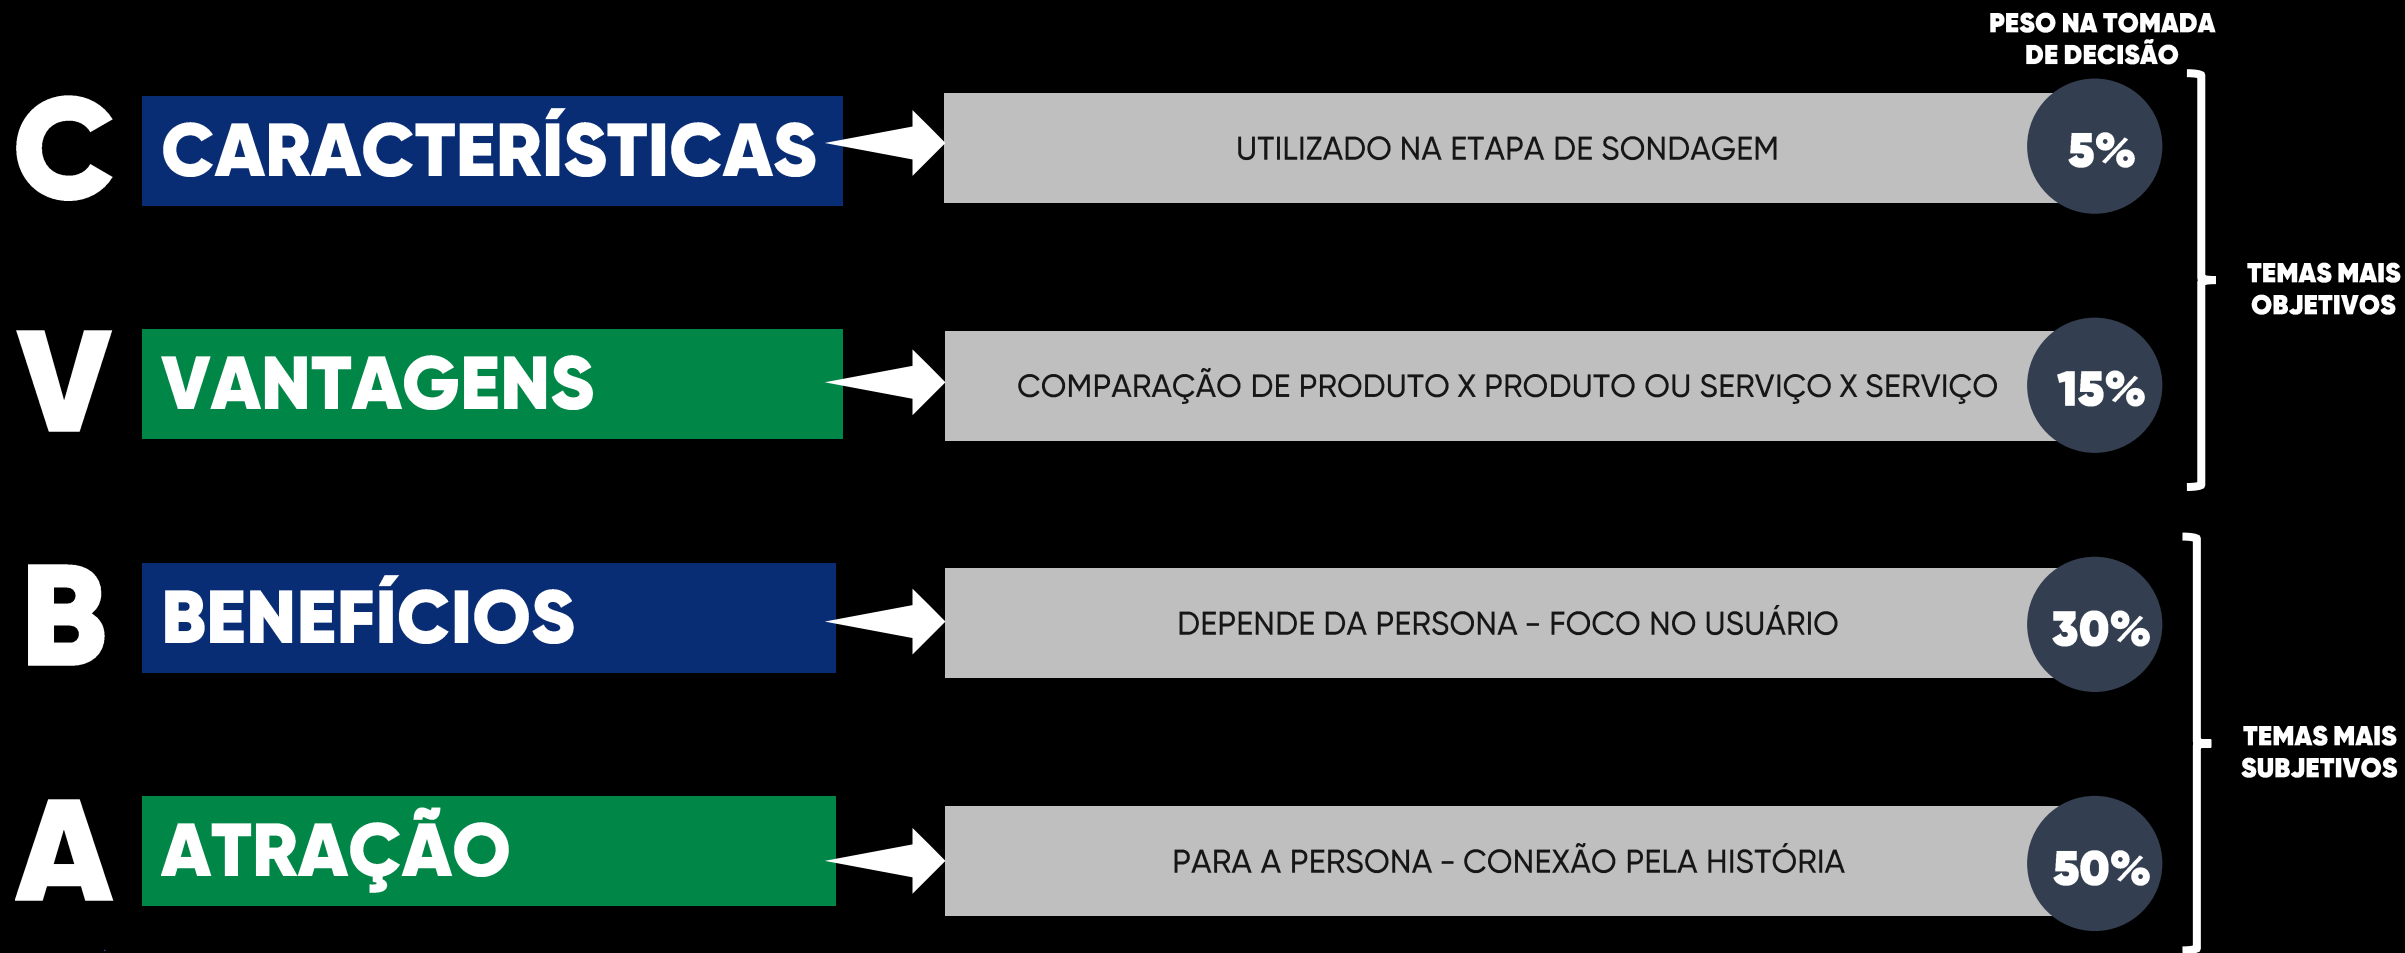 PESO NA TOMADA
DE DECISÃO
C
CARACTERÍSTICAS
UTILIZADO NA ETAPA DE SONDAGEM
5%
TEMAS MAIS
OBJETIVOS
V
VANTAGENS
COMPARAÇÃO DE PRODUTO X PRODUTO OU SERVIÇO X SERVIÇO
15%
B
BENEFÍCIOS
DEPENDE DA PERSONA - FOCO NO USUÁRIO
30%
TEMAS MAIS
SUBJETIVOS
A
ATRAÇÃO
PARA A PERSONA - CONEXÃO PELA HISTÓRIA
50%